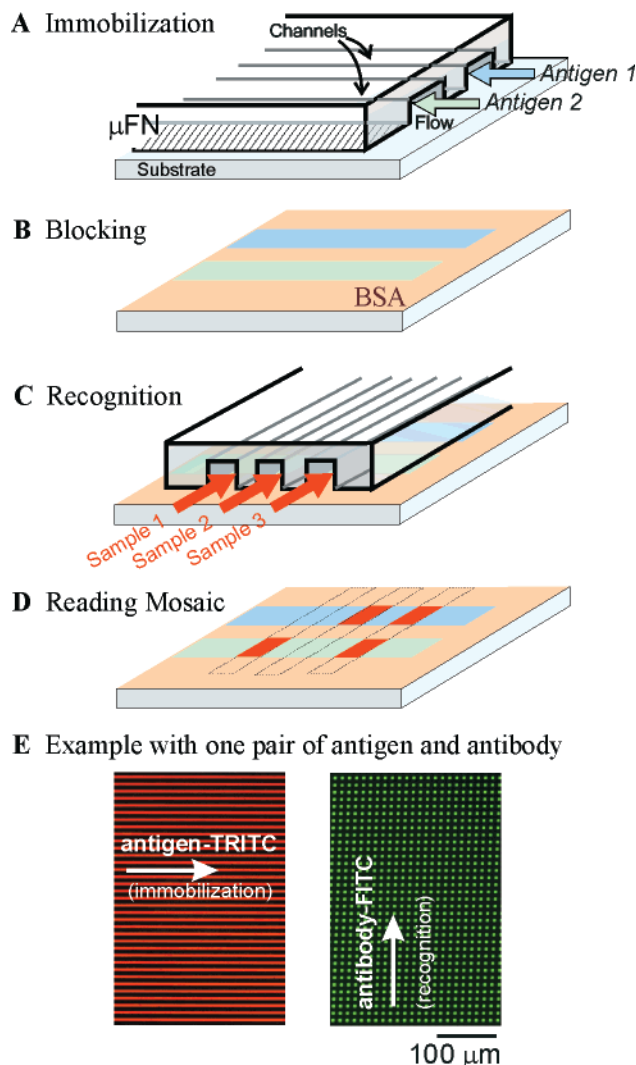 A Immobilization
Channels
Antigen 1
Antigen 2
μFN
Flow
Substrate
B Blocking
BSA
C Recognition
Sample 1
Sample 2
Sample 3
D Reading Mosaic
E Example with one pair of antigen and antibody
antigen-TRITC
(immobilization)
antibody-FITC
(recognition)
100 μm